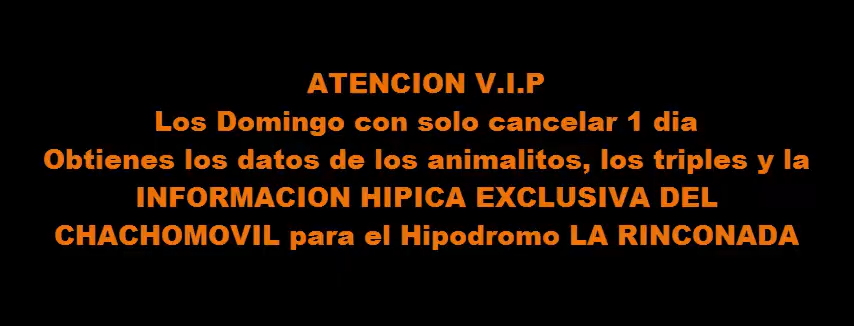 ATENCION V.I.P
Los Domingo con solo cancelar 1 dia
Obtienes los datos de los animalitos, los triples y la
INFORMACION HIPICA EXCLUSIVA DEL
CHACHOMOVIL para el Hipodromo LA RINCONADA